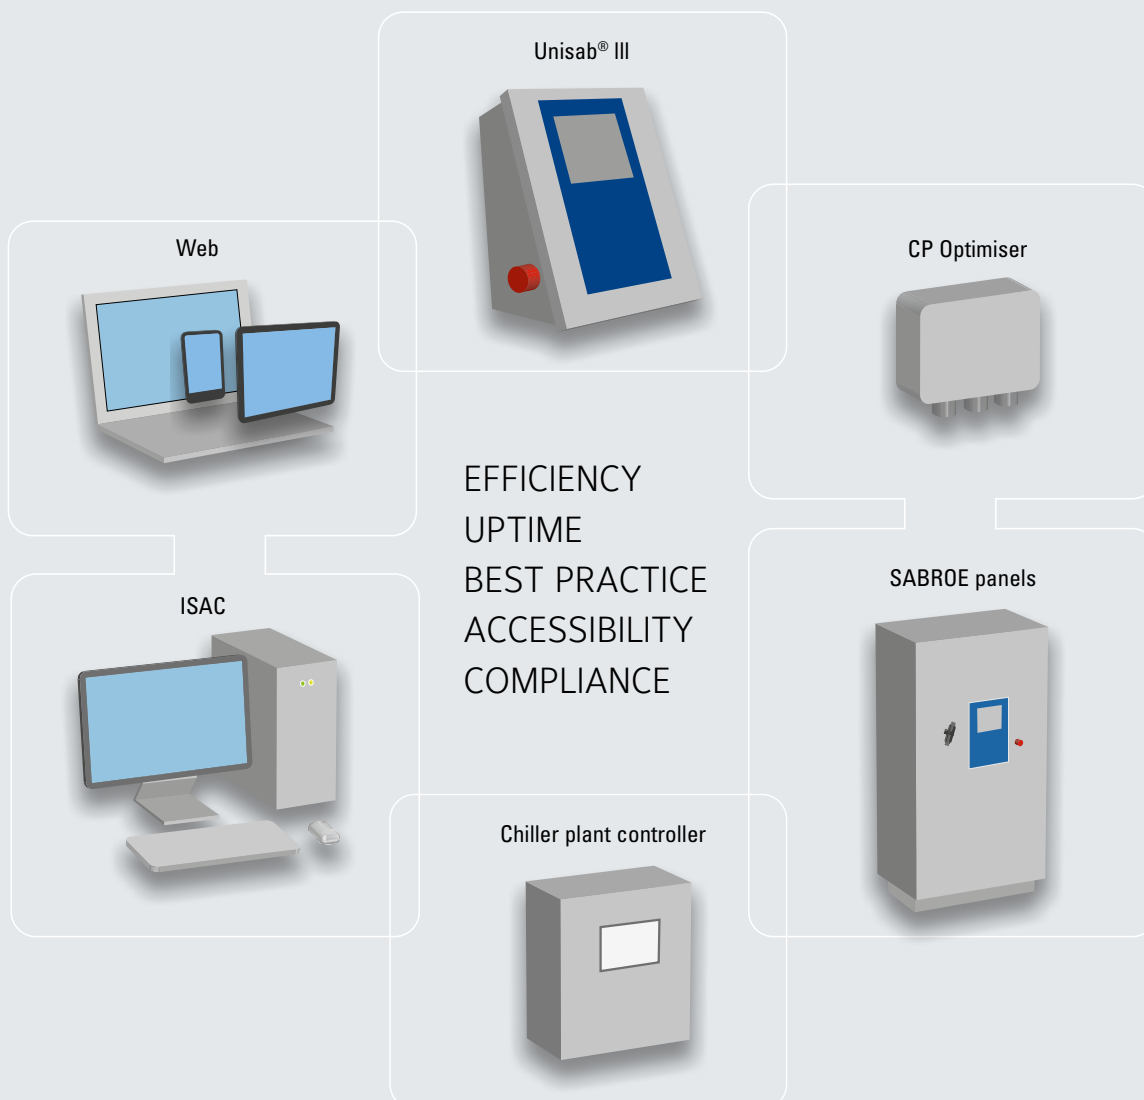 Unisab® III
Web
CP Optimiser
EFFICIENCY
UPTIME
BEST PRACTICE
ACCESSIBILITY
COMPLIANCE
ISAC
SABROE panels
Chiller plant controller